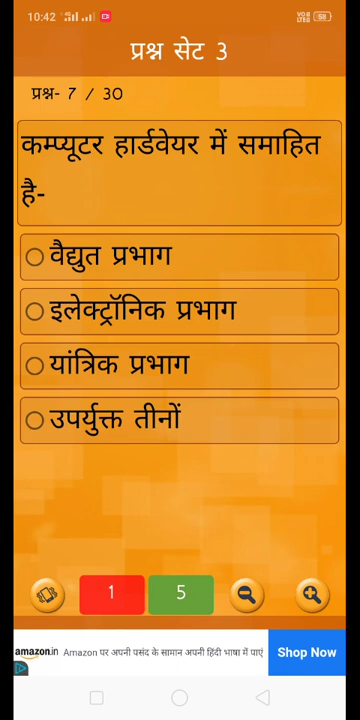 10:42
58
प्रश्न सेट 3
प्रश्न- 7 / 30
कम्प्यूटर हार्डवेयर में समाहित
है-
वैद्युत प्रभाग
इलेक्ट्रॉनिक प्रभाग
यांत्रिक प्रभाग
उपर्युक्त तीनों
1 5
amazon.in Amazon पर अपनी पसंद के सामान अपनी हिंदी भाषा में पाएं Shop Now